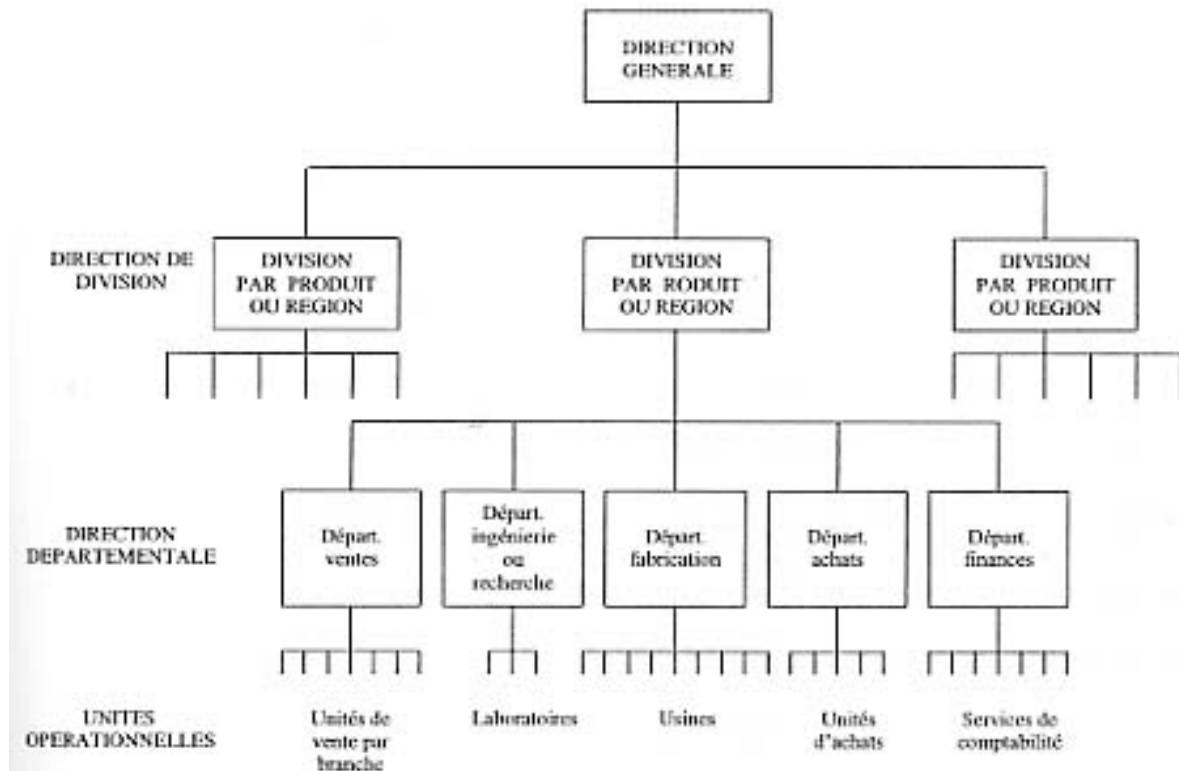 DIRECTION
GENERALE
DIRECTION DE
DIVISION
DIVISION
PAR PRODUIT
OU REGION
DIVISION
PAR RODUIT
OU REGION
DIVISION
PAR PRODUIT
OU REGION
DIRECTION
DEPARTEMENTALE
Départ.
ventes
Départ.
ingénierie
ou
recherche
Départ.
fabrication
Départ.
achats
Départ.
finances
UNITES
OPERATIONNELLES
Unités de
vente par
branche
Laboratoires
Usines
Unités
d'achats
Services de
comptabilité